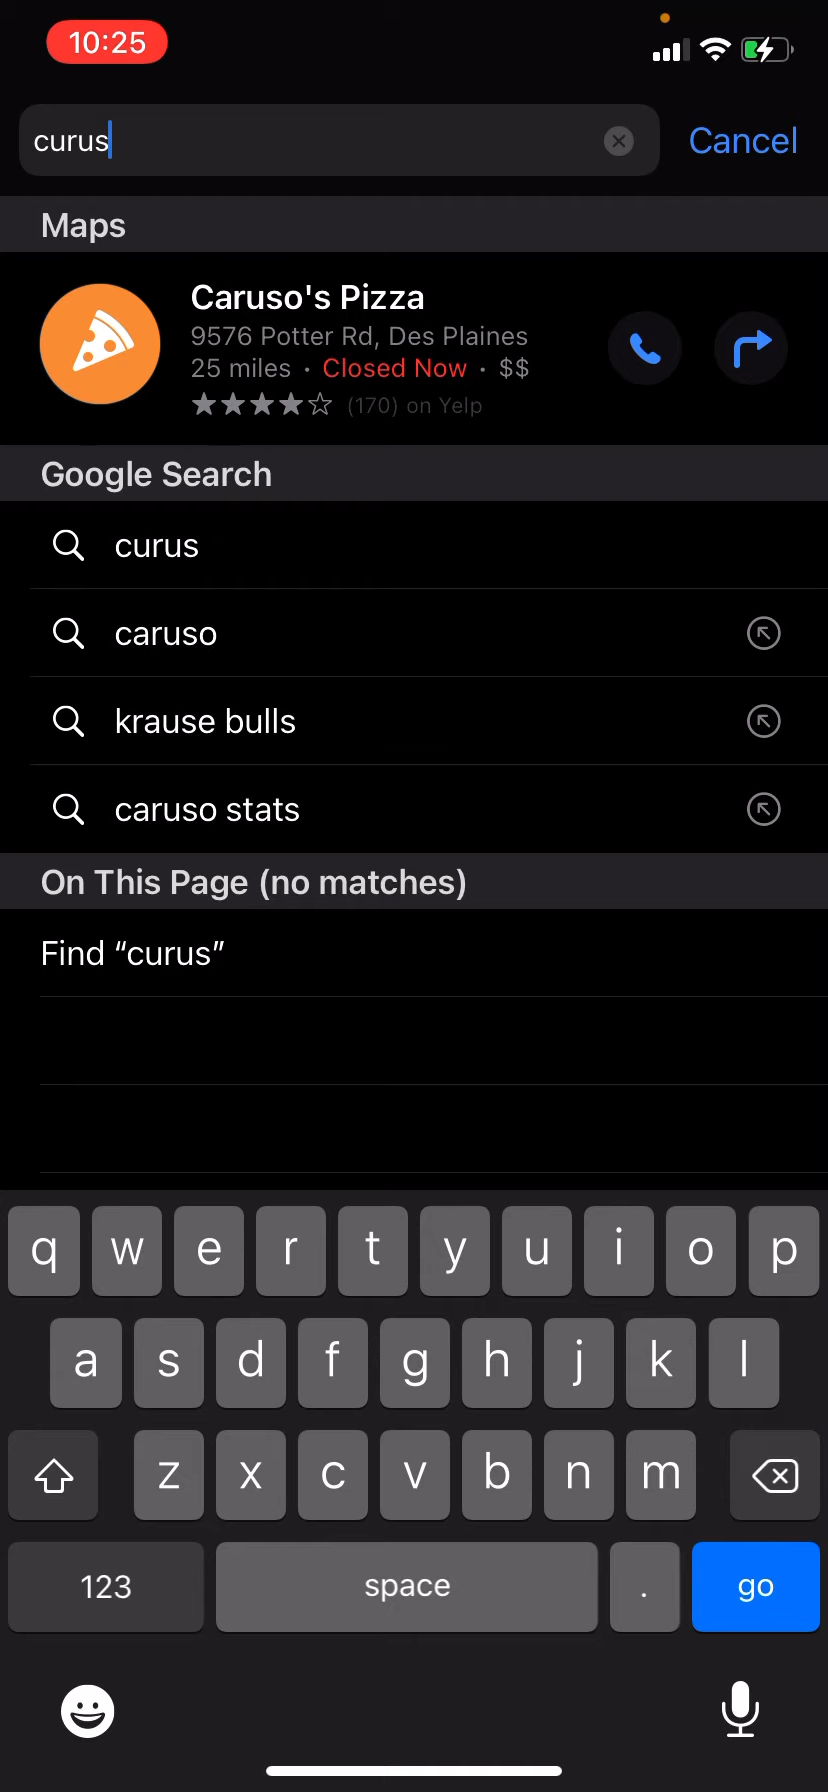 10:25
curus
Cancel
Maps
Caruso's Pizza
9576 Potter Rd, Des Plaines
25 miles · Closed Now · $$
(170) on Yelp
Google Search
curus
caruso
krause bulls
caruso stats
On This Page (no matches)
Find “curus”
q w e r t y u i o p
a s d f g h j k l
z x c v b n m
123 space . go